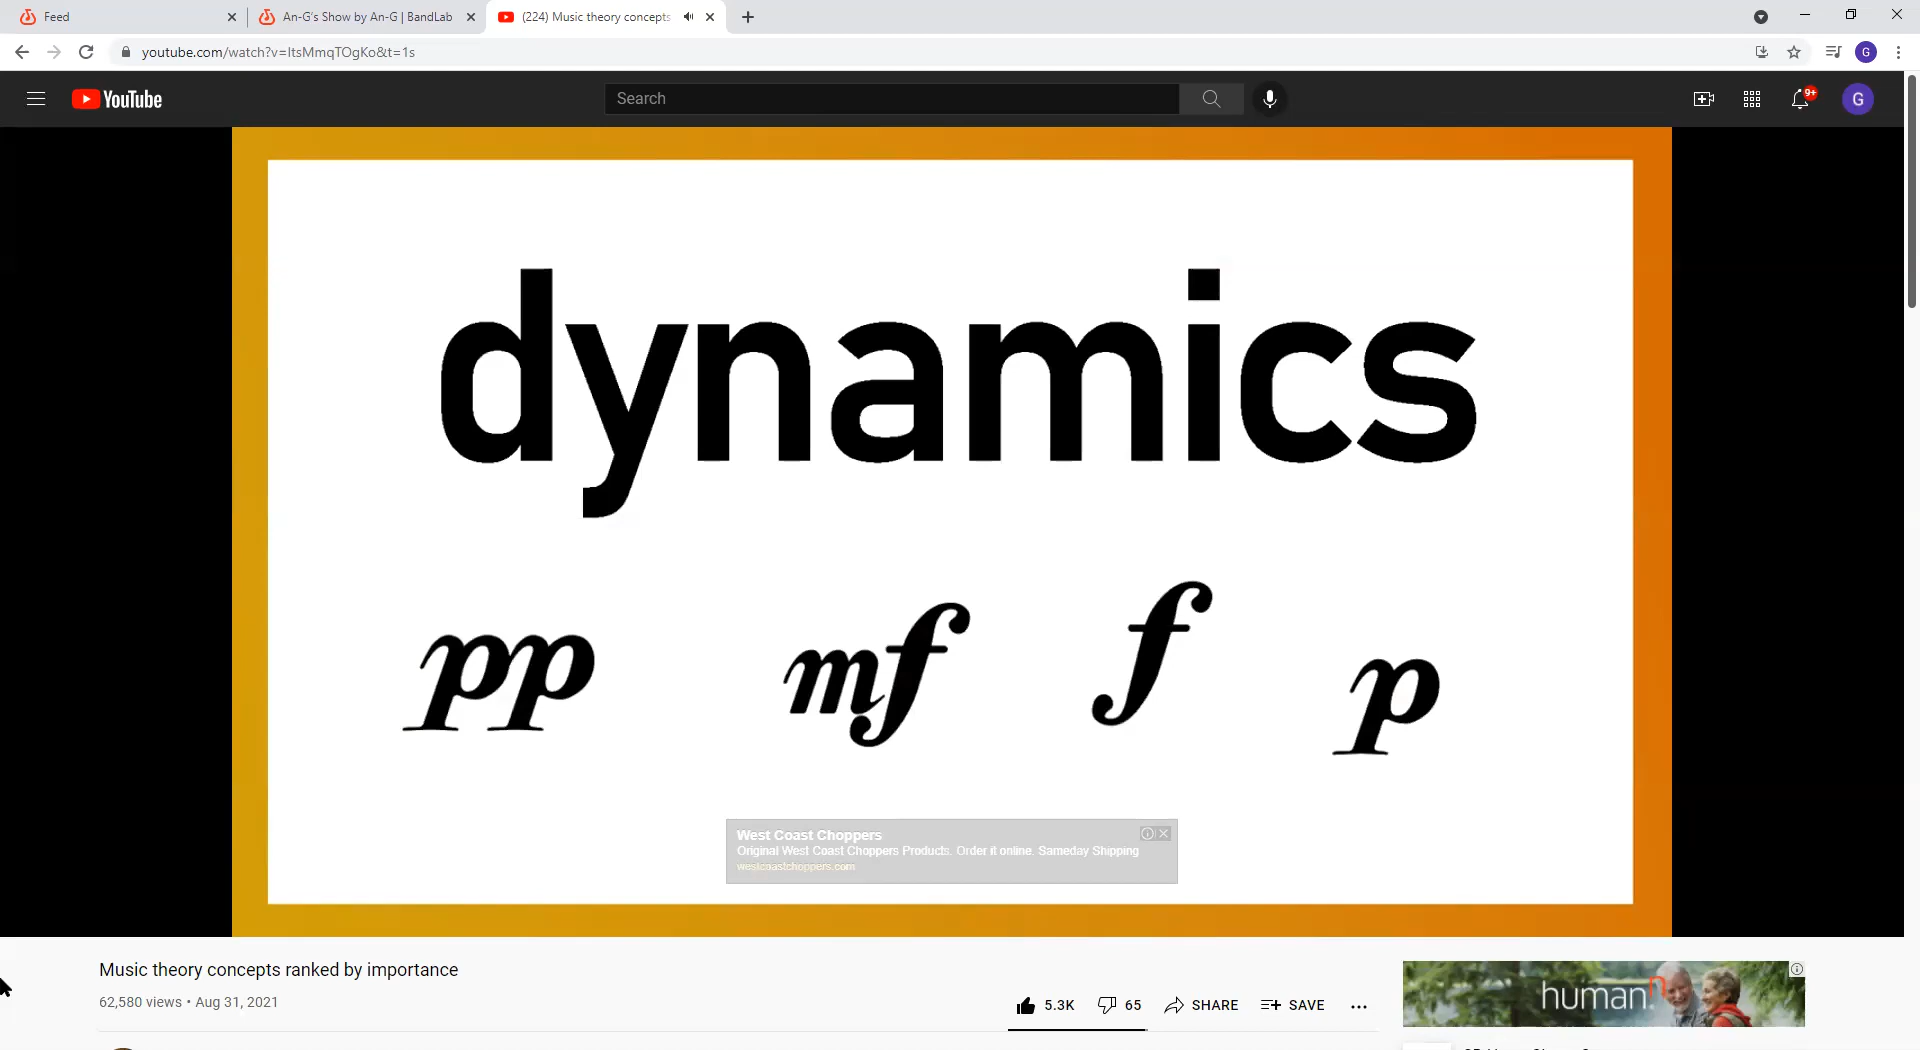 Feed
An-G's Show by An-G | BandLab
(224) Music theory concepts
youtube.com/watch?v=ItsMmqTOgKo&t=1s
G
YouTube
Search
9+
G
dynamics
pp mf f p
West Coast Choppers
Original West Coast Choppers Products. Order it online. Sameday Shipping
westcoastchoppers.com
Music theory concepts ranked by importance
62,580 views • Aug 31, 2021
5.3K 65 SHARE SAVE
humann